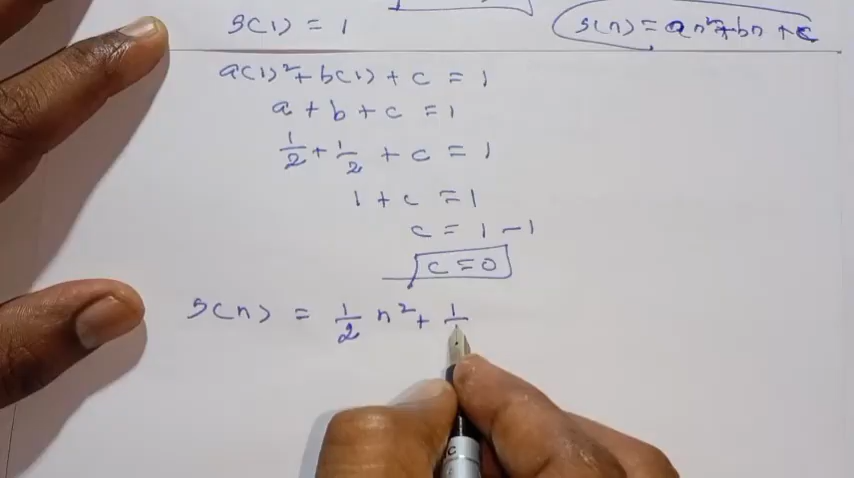 s(1) = 1
s(n) = an²+bn+c
a(1)²+b(1)+c = 1
a+b+c = 1
1/2+1/2+c = 1
1+c = 1
c = 1-1
c = 0
s(n) = 1/2 n²+1